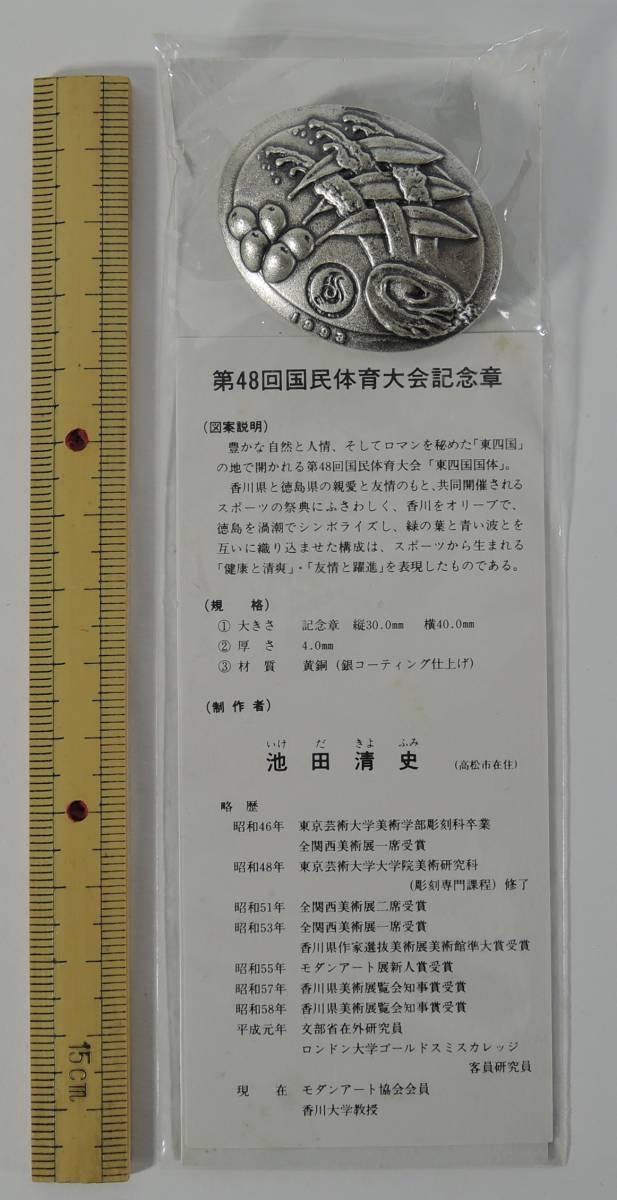 1993
第48回国民体育大会記念章
(図案説明)
豊かな自然と人情、そしてロマンを秘めた「東四国」
の地で開かれる第48回国民体育大会「東四国国体」。
香川県と徳島県の親愛と友情のもと、共同開催される
スポーツの祭典にふさわしく、香川をオリーブで、
徳島を渦潮でシンボライズし、緑の葉と青い波とを
互いに織り込ませた構成は、スポーツから生まれる
「健康と清爽」・「友情と躍進」を表現したものである。
(規 格)
① 大きさ 記念章 縦30.0mm 横40.0mm
② 厚 さ 4.0mm
③ 材 質 黄銅 (銀コーティング仕上げ)
(制作者)
いけ だ きよ ふみ
池田清史 (高松市在住)
略 歴
昭和46年 東京芸術大学美術学部彫刻科卒業
全関西美術展一席受賞
昭和48年 東京芸術大学大学院美術研究科
(彫刻専門課程) 修了
昭和51年 全関西美術展二席受賞
昭和53年 全関西美術展一席受賞
香川県作家選抜美術展美術館準大賞受賞
昭和55年 モダンアート展新人賞受賞
昭和57年 香川県美術展覧会知事賞受賞
昭和58年 香川県美術展覧会知事賞受賞
平成元年 文部省在外研究員
ロンドン大学ゴールドスミスカレッジ
客員研究員
現 在 モダンアート協会会員
香川大学教授
15cm